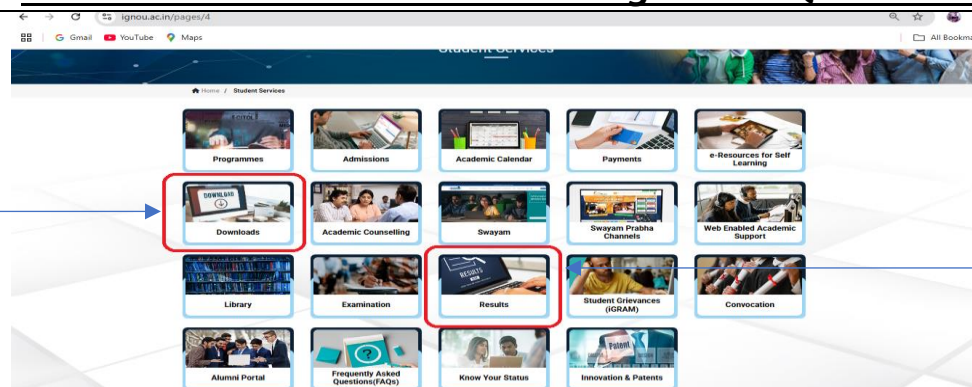 ignou.ac.in/pages/4
Gmail YouTube Maps
Student Services
Home / Student Services
Programmes Admissions Academic Calendar Payments e-Resources for Self
Learning
DOWNLOAD
Downloads Academic Counselling Swayam Swayam Prabha
Channels Web Enabled Academic
Support
RESULTS
Library Examination Results Student Grievances
(iGRAM) Convocation
Patent
Alumni Portal Frequently Asked
Questions(FAQs) Know Your Status Innovation & Patents